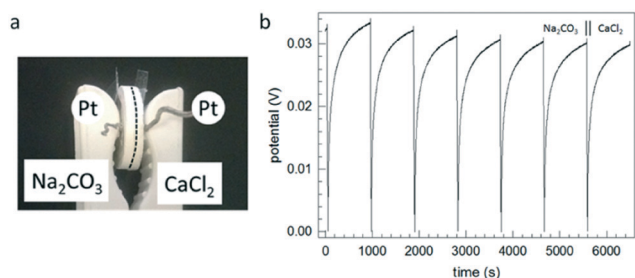 a
Pt
Pt
Na₂CO₃
CaCl₂
b
Na₂CO₃ || CaCl₂
potential (V)
0.03
0.02
0.01
0.00
0
1000
2000
3000
4000
5000
6000
time (s)